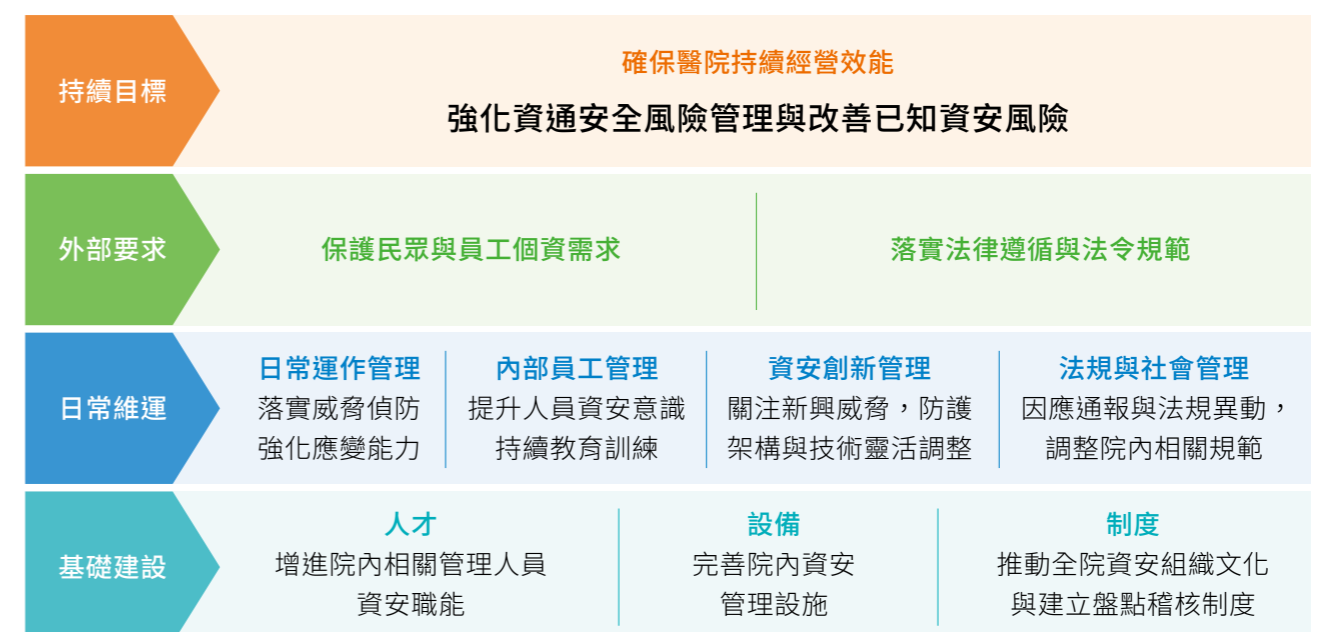 持續目標
確保醫院持續經營效能
強化資通安全風險管理與改善已知資安風險
外部要求
保護民眾與員工個資需求
落實法律遵循與法令規範
日常維運
日常運作管理
落實威脅偵防
強化應變能力
內部員工管理
提升人員資安意識
持續教育訓練
資安創新管理
關注新興威脅，防護
架構與技術靈活調整
法規與社會管理
因應通報與法規異動，
調整院內相關規範
基礎建設
人才
增進院內相關管理人員
資安職能
設備
完善院內資安
管理設施
制度
推動全院資安組織文化
與建立盤點稽核制度